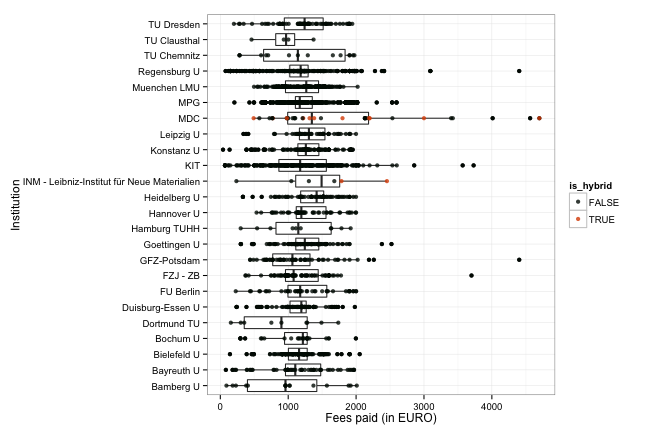 TU Dresden
TU Clausthal
TU Chemnitz
Regensburg U
Muenchen LMU
MPG
MDC
Leipzig U
Konstanz U
KIT
INM - Leibniz-Institut für Neue Materialien
Heidelberg U
Hannover U
Hamburg TUHH
Goettingen U
GFZ-Potsdam
FZJ - ZB
FU Berlin
Duisburg-Essen U
Dortmund TU
Bochum U
Bielefeld U
Bayreuth U
Bamberg U
Institution
0 1000 2000 3000 4000
Fees paid (in EURO)
is_hybrid
FALSE
TRUE